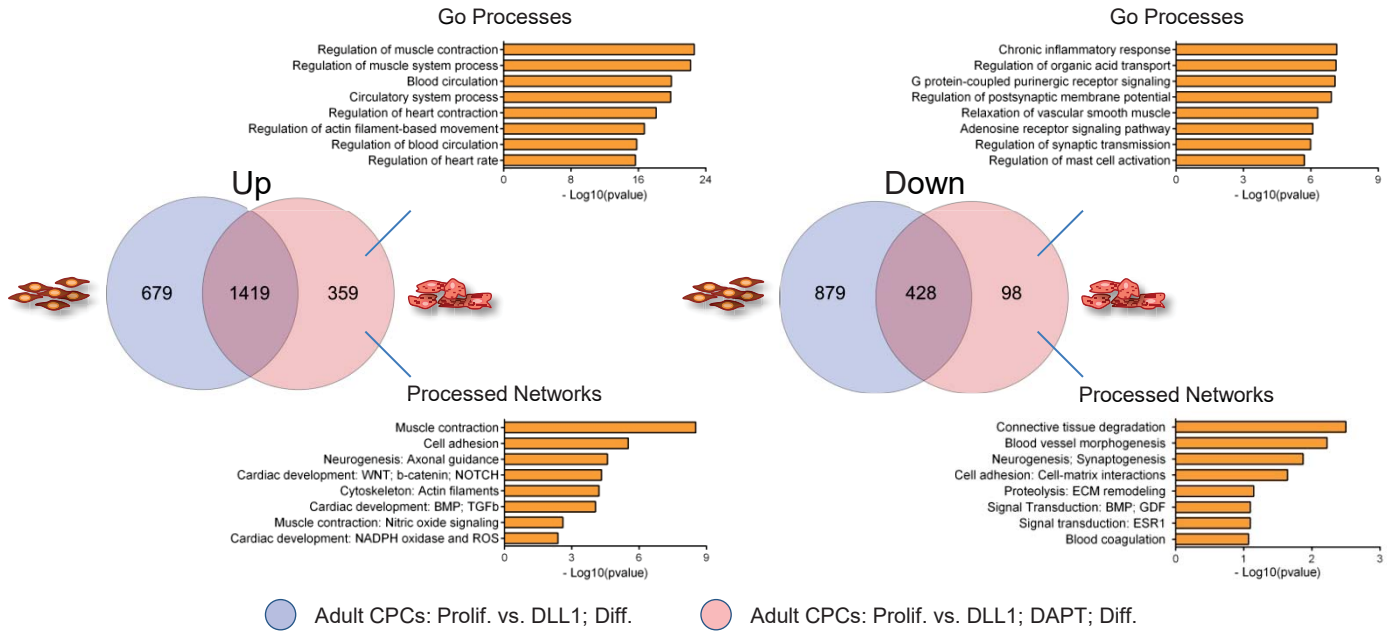 Go Processes
Regulation of muscle contraction
Regulation of muscle system process
Blood circulation
Circulatory system process
Regulation of heart contraction
Regulation of actin filament-based movement
Regulation of blood circulation
Regulation of heart rate
0 8 16 24
- Log10(pvalue)
Up
679 1419 359
Processed Networks
Muscle contraction
Cell adhesion
Neurogenesis: Axonal guidance
Cardiac development: WNT; b-catenin; NOTCH
Cytoskeleton: Actin filaments
Cardiac development: BMP; TGFb
Muscle contraction: Nitric oxide signaling
Cardiac development: NADPH oxidase and ROS
0 3 6 9
- Log10(pvalue)
Go Processes
Chronic inflammatory response
Regulation of organic acid transport
G protein-coupled purinergic receptor signaling
Regulation of postsynaptic membrane potential
Relaxation of vascular smooth muscle
Adenosine receptor signaling pathway
Regulation of synaptic transmission
Regulation of mast cell activation
0 3 6 9
- Log10(pvalue)
Down
879 428 98
Processed Networks
Connective tissue degradation
Blood vessel morphogenesis
Neurogenesis; Synaptogenesis
Cell adhesion: Cell-matrix interactions
Proteolysis: ECM remodeling
Signal Transduction: BMP; GDF
Signal transduction: ESR1
Blood coagulation
0 1 2 3
- Log10(pvalue)
Adult CPCs: Prolif. vs. DLL1; Diff.
Adult CPCs: Prolif. vs. DLL1; DAPT; Diff.